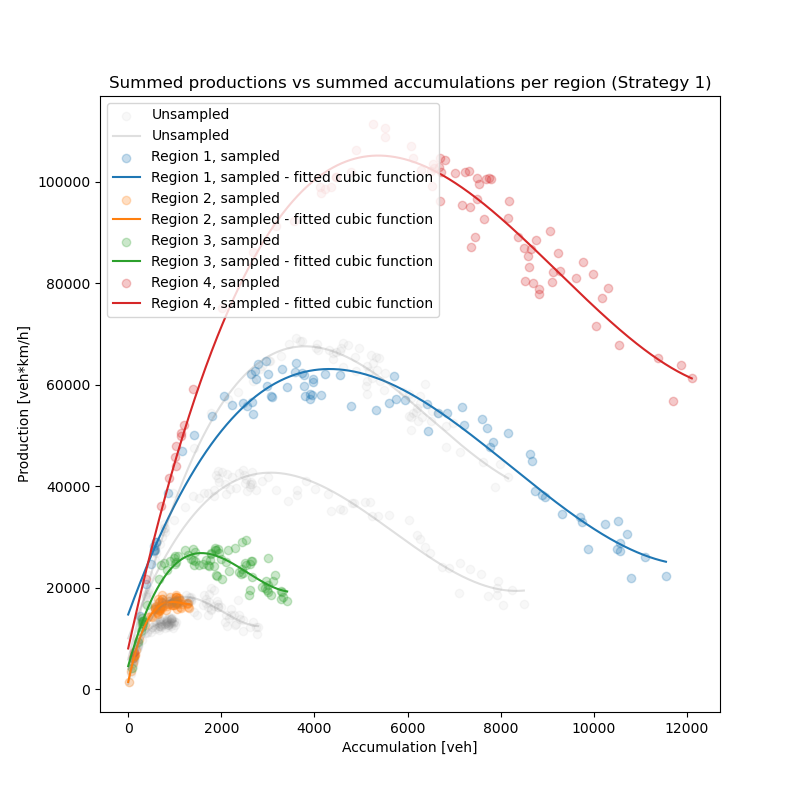 Summed productions vs summed accumulations per region (Strategy 1)
Unsampled
Unsampled
Region 1, sampled
Region 1, sampled - fitted cubic function
Region 2, sampled
Region 2, sampled - fitted cubic function
Region 3, sampled
Region 3, sampled - fitted cubic function
Region 4, sampled
Region 4, sampled - fitted cubic function
Production [veh*km/h]
100000
80000
60000
40000
20000
0
0 2000 4000 6000 8000 10000 12000
Accumulation [veh]